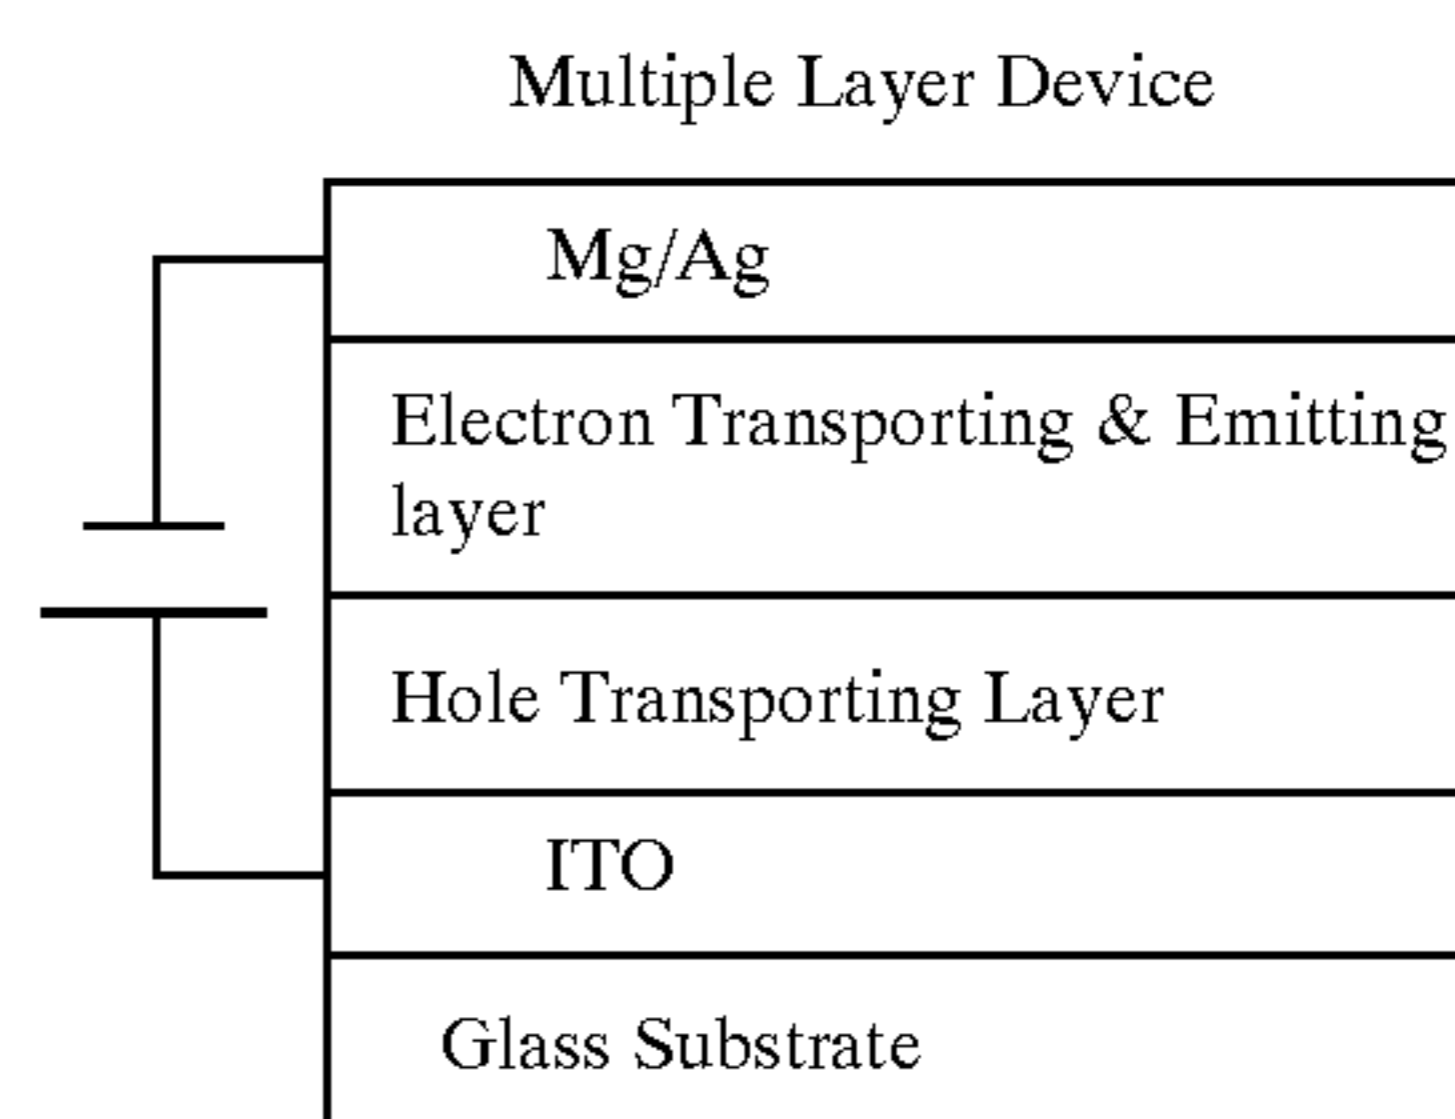 Multiple Layer Device
Mg/Ag
Electron Transporting & Emitting
layer
Hole Transporting Layer
ITO
Glass Substrate